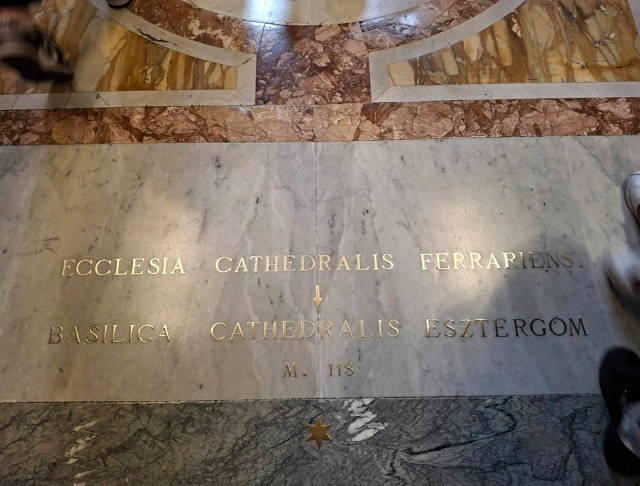 ECCLESIA CATHEDRALIS FERRARIENS.
BASILICA CATHEDRALIS ESZTERGOM
M. 118